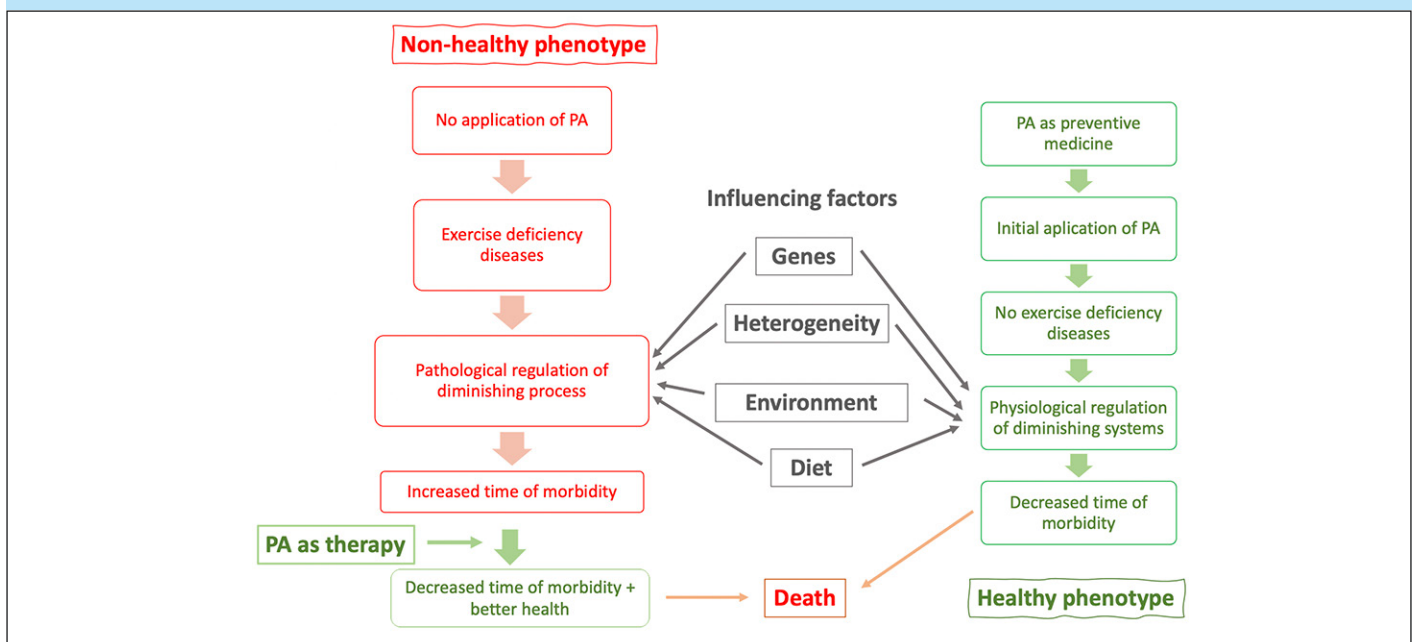 Non-healthy phenotype
No application of PA
Exercise deficiency
diseases
Pathological regulation of
diminishing process
Increased time of morbidity
PA as therapy
Decreased time of morbidity +
better health
Influencing factors
Genes
Heterogeneity
Environment
Diet
Death
PA as preventive
medicine
Initial aplication of PA
No exercise deficiency
diseases
Physiological regulation
of diminishing systems
Decreased time of
morbidity
Healthy phenotype